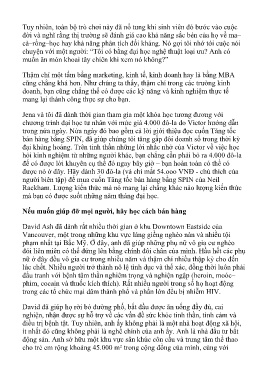 Tuy nhiên, toàn bộ trò chơi này đã nổ tung khi sinh viên đó bước vào cuộc
đời và nghĩ rằng thị trường sẽ đánh giá cao khả năng sắc bén của họ về ma–
cà–rồng–học hay khả năng phân tích đối kháng. Nó gợi tôi nhớ tới cuộc nói
chuyện với một người: “Tôi có bằng đại học nghệ thuật loại ưu? Anh có
muốn ăn món khoai tây chiên khi xem nó không?”
Thậm chí một tấm bằng marketing, kinh tế, kinh doanh hay là bằng MBA
cũng chẳng khá hơn. Như chúng ta thấy, thậm chí trong các trường kinh
doanh, bạn cũng chẳng thể có được các kỹ năng và kinh nghiệm thực tế
mang lại thành công thực sự cho bạn.
Jena và tôi đã dành thời gian tham gia một khóa học tương đương với
chương trình đại học tư nhân với mức giá 4.000 đô-la do Victor hướng dẫn
trong nửa ngày. Nửa ngày đó bao gồm cả lời giới thiệu đọc cuốn Tăng tốc
bán hàng bằng SPIN, đã giúp chúng tôi tăng gấp đôi doanh số trong thời kỳ
đại khủng hoảng. Trên tinh thần những lời nhắc nhở của Victor về việc học
hỏi kinh nghiệm từ những người khác, bạn chẳng cần phải bỏ ra 4.000 đô-la
để có được lời khuyên cụ thể đó ngay bây giờ – bạn hoàn toàn có thể có
được nó ở đây. Hãy dành 30 đô-la (và chỉ mất 54.ooo VNĐ - chú thích của
người biên tập) để mua cuốn Tăng tốc bán hàng bằng SPIN của Neil
Rackham. Lượng kiến thức mà nó mang lại chẳng khác nào lượng kiến thức
mà bạn có được suốt những năm tháng đại học.
Nếu muốn giúp đỡ mọi người, hãy học cách bán hàng
David Ash đã dành rất nhiều thời gian ở khu Downtown Eastside của
Vancouver, một trong những khu vực láng giềng nghèo nàn và nhiều tội
phạm nhất tại Bắc Mỹ. Ở đây, anh đã giúp những phụ nữ vô gia cư nghèo
đói liên miên có thể đứng lên bằng chính đôi chân của mình. Hầu hết các phụ
nữ ở đây đều vô gia cư trong nhiều năm và thậm chí nhiều thập kỷ cho đến
lúc chết. Nhiều người trở thành nô lệ tình dục và thể xác, đồng thời luôn phải
đấu tranh với bệnh tâm thần nghiêm trọng và nghiện ngập (heroin, moóc–
phim, cocain và thuốc kích thích). Rất nhiều người trong số họ hoạt động
trong các tổ chức mại dâm thành phố và phần lớn đều bị nhiễm HIV.
David đã giúp họ rời bỏ đường phố, bắt đầu được ăn uống đầy đủ, cai
nghiện, nhận được sự hỗ trợ về các vấn đề sức khỏe tinh thần, tình cảm và
điều trị bệnh tật. Tuy nhiên, anh ấy không phải là một nhà hoạt động xã hội,
ít nhất đó cũng không phải là nghề chính của anh ấy. Anh là nhà đầu tư bất
động sản. Anh sở hữu một khu vực sân khúc côn cầu và trung tâm thể thao
cho trẻ em rộng khoảng 45.000 m² trong cộng đồng của mình, cùng với